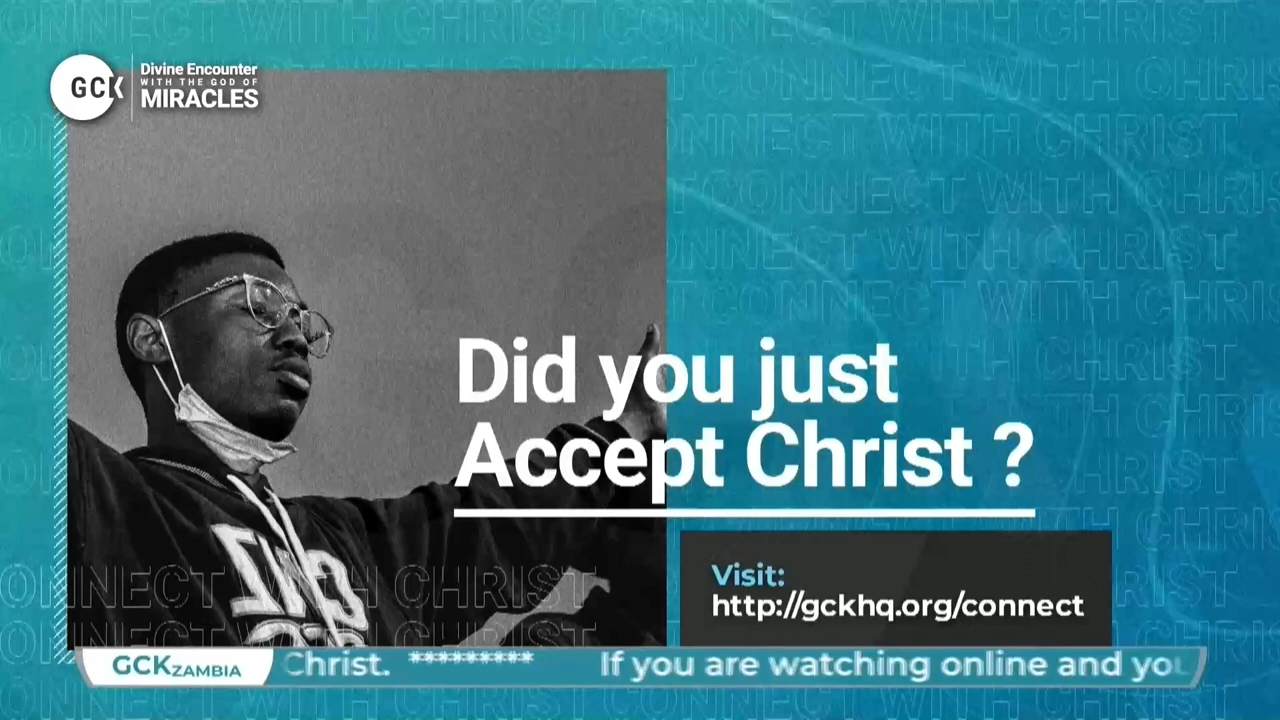 GCK
Divine Encounter
WITH THE GOD OF
MIRACLES
CONNECT WITH CHRIST
Did you just
Accept Christ ?
Visit:
http://gckhq.org/connect
GCK ZAMBIA
Christ. ********* If you are watching online and you